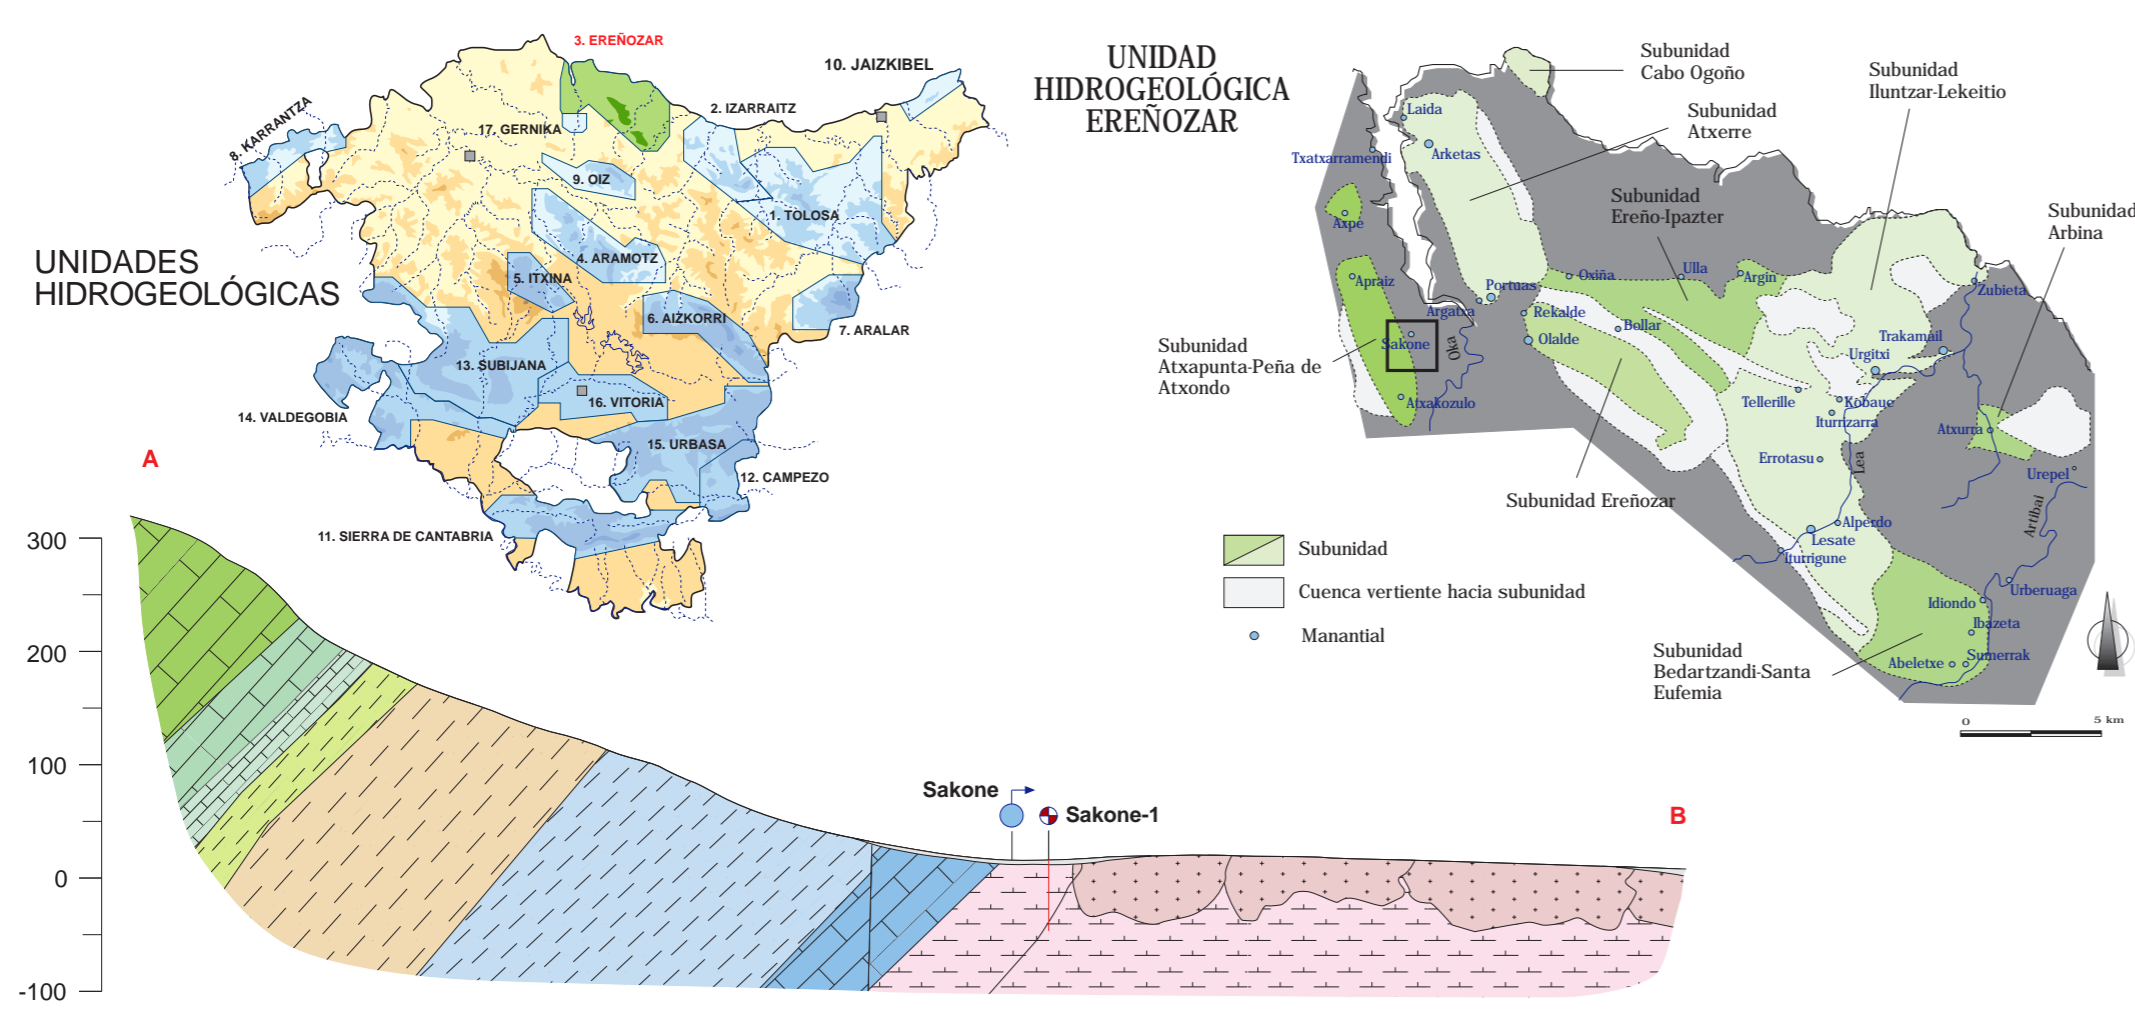 3. EREÑOZAR
10. JAIZKIBEL
2. IZARRAITZ
8. KARRANTZA
17. GERNIKA
9. OIZ
1. TOLOSA
4. ARAMOTZ
5. ITXINA
6. AIZKORRI
7. ARALAR
13. SUBIJANA
16. VITORIA
14. VALDEGOBIA
15. URBASA
12. CAMPEZO
11. SIERRA DE CANTABRIA
UNIDADES
HIDROGEOLÓGICAS
UNIDAD
HIDROGEOLÓGICA
EREÑOZAR
Subunidad
Cabo Ogoño
Subunidad
Iluntzar-Lekeitio
Subunidad
Atxerre
Subunidad
Ereño-Ipazter
Subunidad
Arbina
Subunidad
Atxapunta-Peña de
Atxondo
Subunidad Ereñozar
Subunidad
Bedartzandi-Santa
Eufemia
Laida
Arketas
Txatxarramendi
Axpe
Apraiz
Portuas
Argatxa
Sakone
Oka
Atxakozulo
Oxiña
Ulla
Argin
Rekalde
Bollar
Olalde
Zubieta
Trakamail
Urgitxi
Tellerille
Kobauc
Iturrizarra
Errotasu
Lea
Atxurra
Urepel
Artibai
Alperdo
Lesate
Iturrigune
Urberuaga
Idiondo
Ibazeta
Abeletxe
Sumerrak
Subunidad
Cuenca vertiente hacia subunidad
Manantial
0 5 km
A
B
300
200
100
0
-100
Sakone
Sakone-1